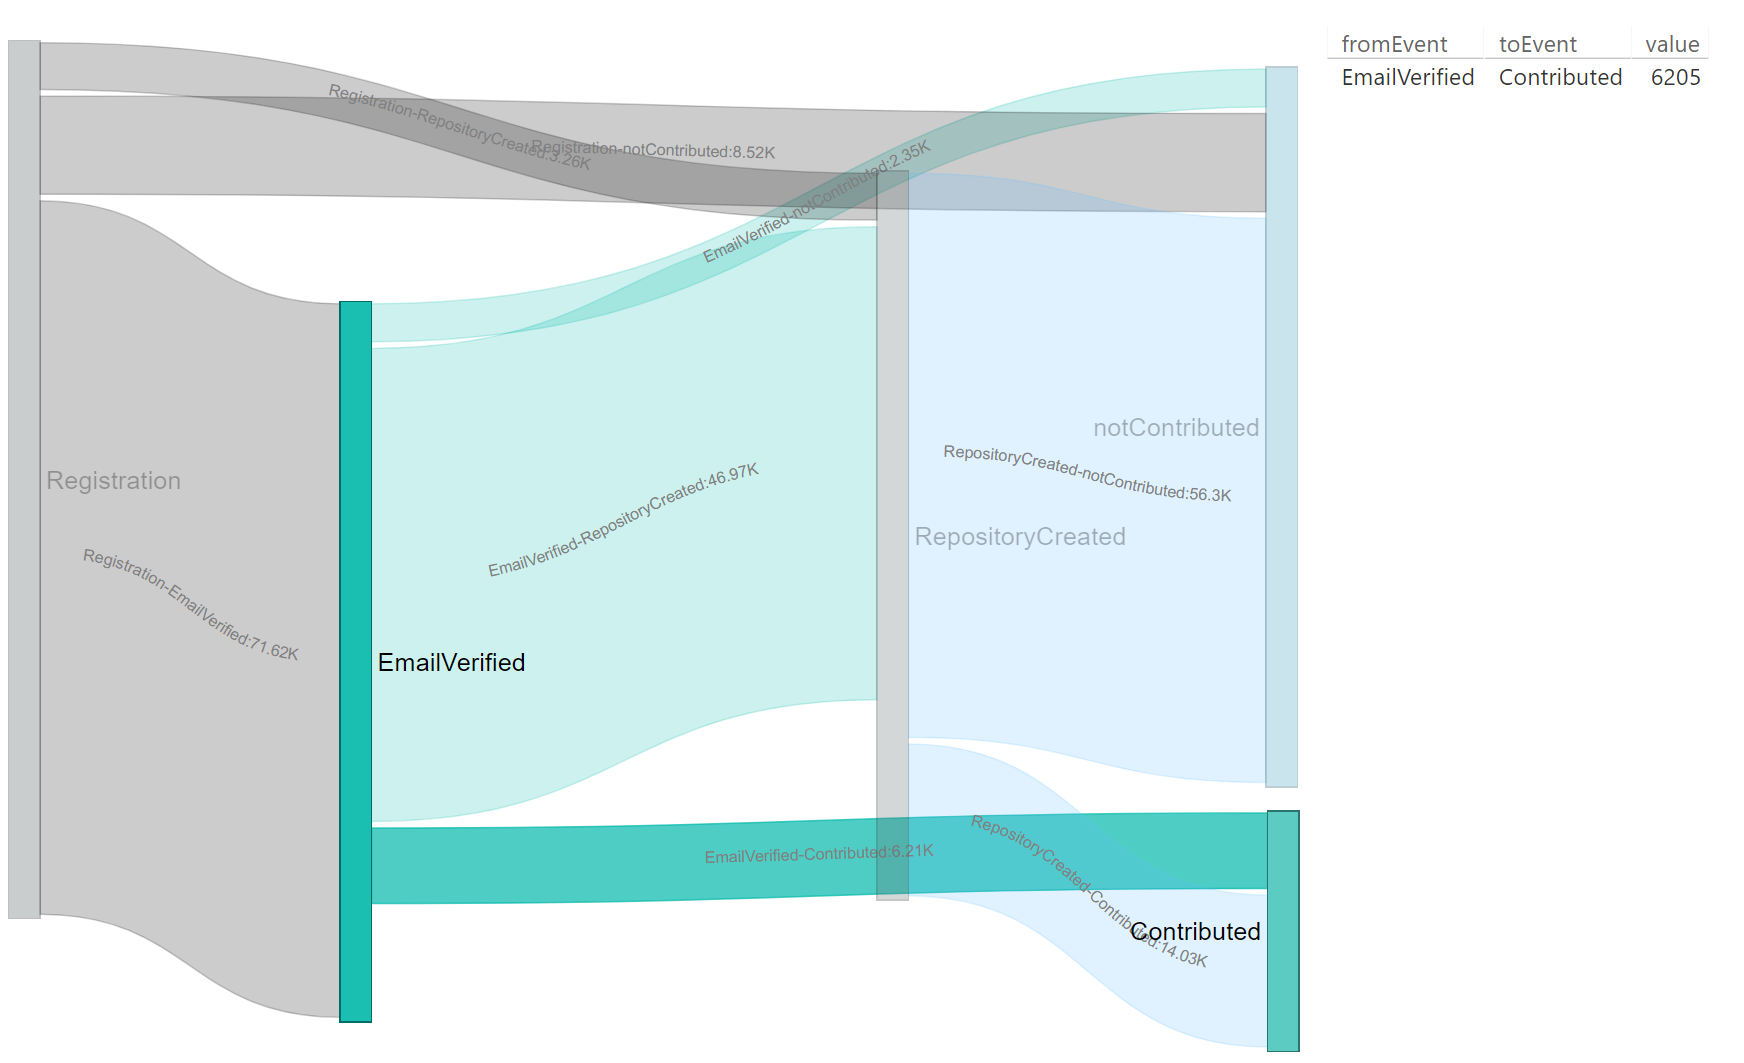 fromEvent toEvent value
EmailVerified Contributed 6205
Registration-RepositoryCreated:3.26K
Registration-notContributed:8.52K
EmailVerified-notContributed:2.35K
notContributed
RepositoryCreated-notContributed:56.3K
Registration
EmailVerified-RepositoryCreated:46.97K
RepositoryCreated
Registration-EmailVerified:71.62K
EmailVerified
EmailVerified-Contributed:6.21K
RepositoryCreated-Contributed:14.03K
Contributed